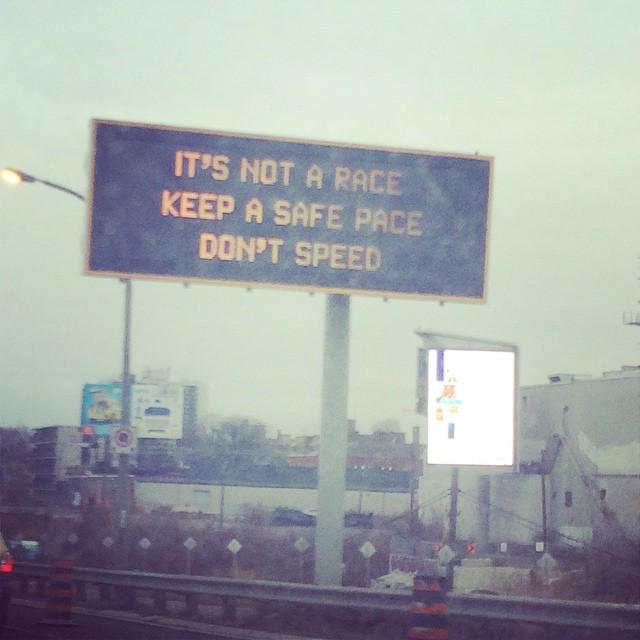 IT'S NOT A RACE
KEEP A SAFE PACE
DON'T SPEED